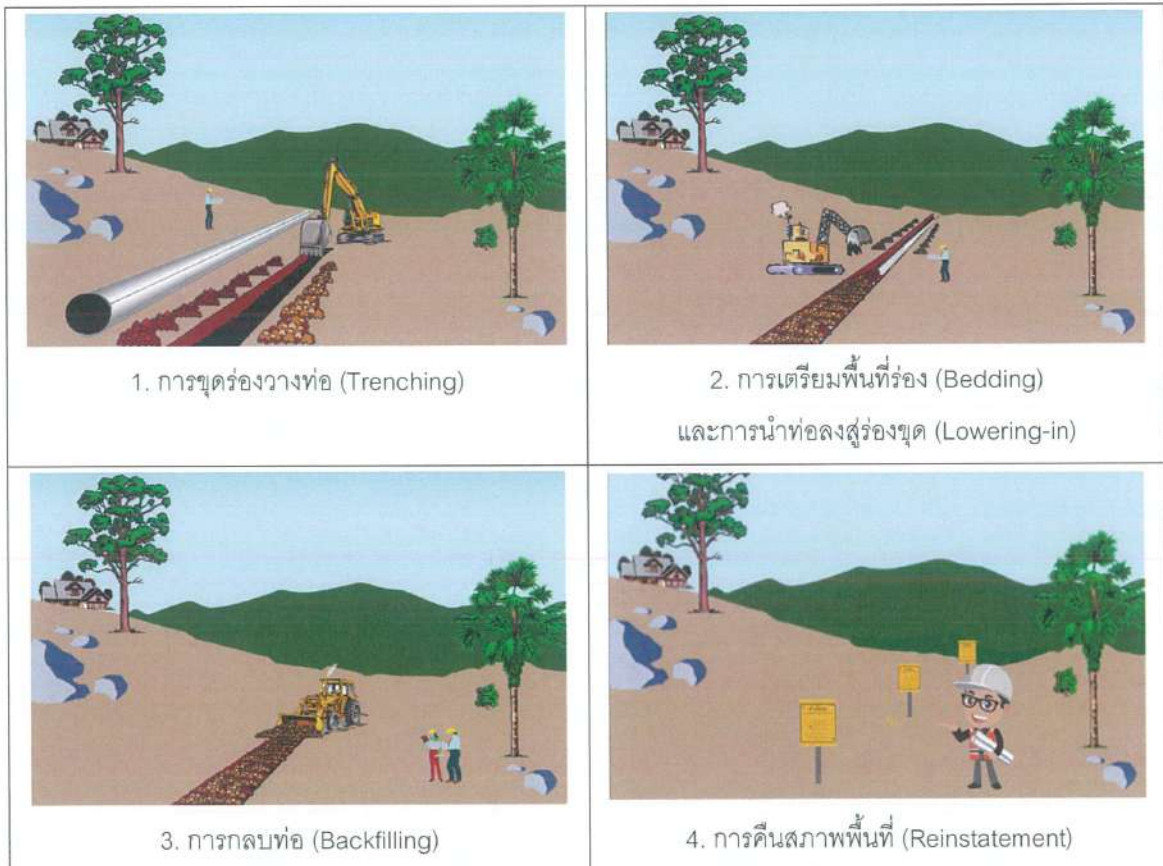 1. การขุดร่องวางท่อ (Trenching)
2. การเตรียมพื้นที่ร่อง (Bedding)
และการนำท่อลงสู่ร่องขุด (Lowering-in)
3. การกลบท่อ (Backfilling)
4. การคืนสภาพพื้นที่ (Reinstatement)